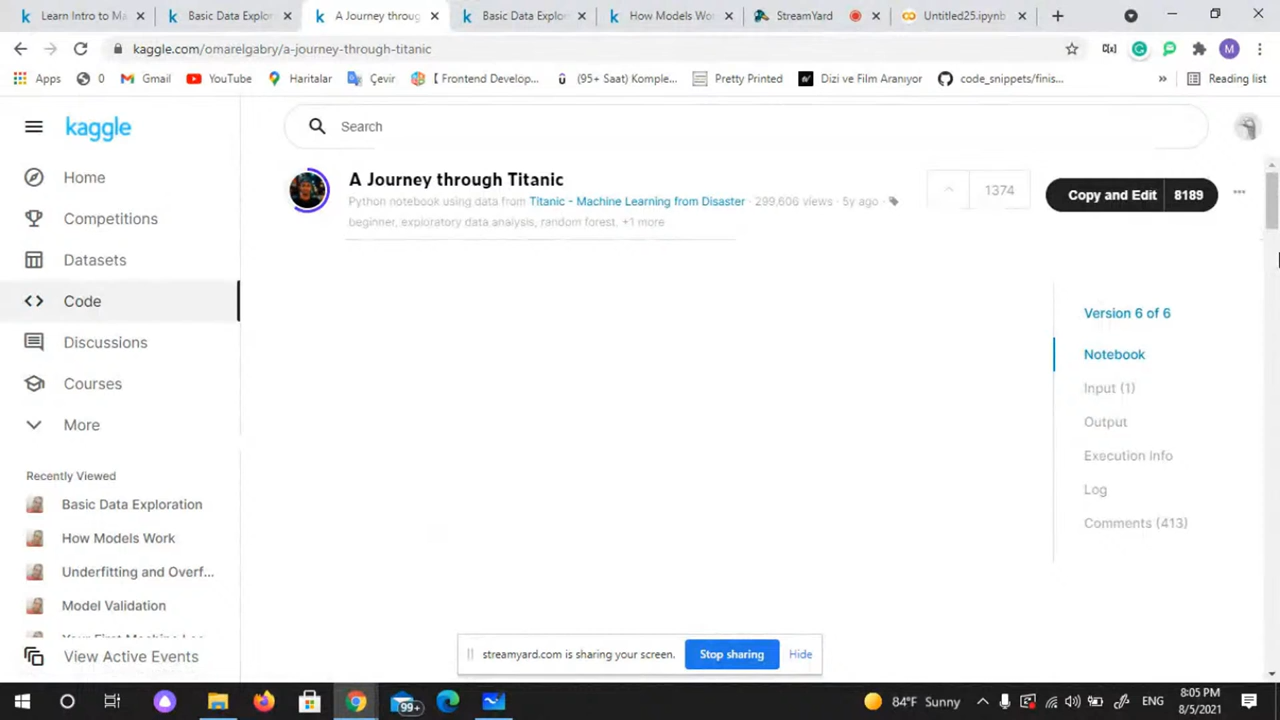 Learn Intro to Ma
Basic Data Explor
A Journey throug
Basic Data Explo
How Models Wo
StreamYard
Untitled25.ipynb
kaggle.com/omarelgabry/a-journey-through-titanic
Apps
0
Gmail
YouTube
Haritalar
Çevir
【 Frontend Develop...
(95+ Saat) Komple...
Pretty Printed
Dizi ve Film Arıyor
code_snippets/finis...
»
Reading list
kaggle
Search
Home
Competitions
Datasets
Code
Discussions
Courses
More
Recently Viewed
Basic Data Exploration
How Models Work
Underfitting and Overf...
Model Validation
View Active Events
A Journey through Titanic
Python notebook using data from Titanic - Machine Learning from Disaster · 299,606 views · 5y ago ·
beginner, exploratory data analysis, random forest, +1 more
1374
Copy and Edit 8189
Version 6 of 6
Notebook
Input (1)
Output
Execution Info
Log
Comments (413)
streamyard.com is sharing your screen.
Stop sharing
Hide
99+
84°F Sunny
ENG
8:05 PM
8/5/2021